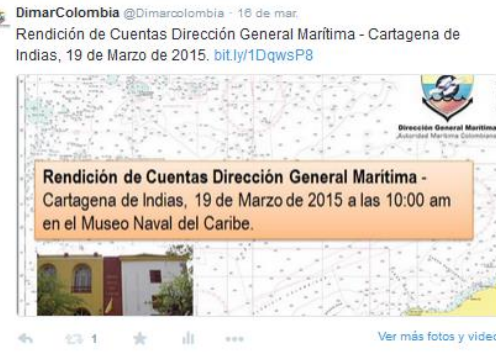 DimarColombia @Dimarcolombia · 16 de mar.
Rendición de Cuentas Dirección General Marítima - Cartagena de
Indias, 19 de Marzo de 2015. bit.ly/1DqwsP8
Dirección General Marítima
Autoridad Marítima Colombiana
Rendición de Cuentas Dirección General Marítima -
Cartagena de Indias, 19 de Marzo de 2015 a las 10:00 am
en el Museo Naval del Caribe.
1
Ver más fotos y video